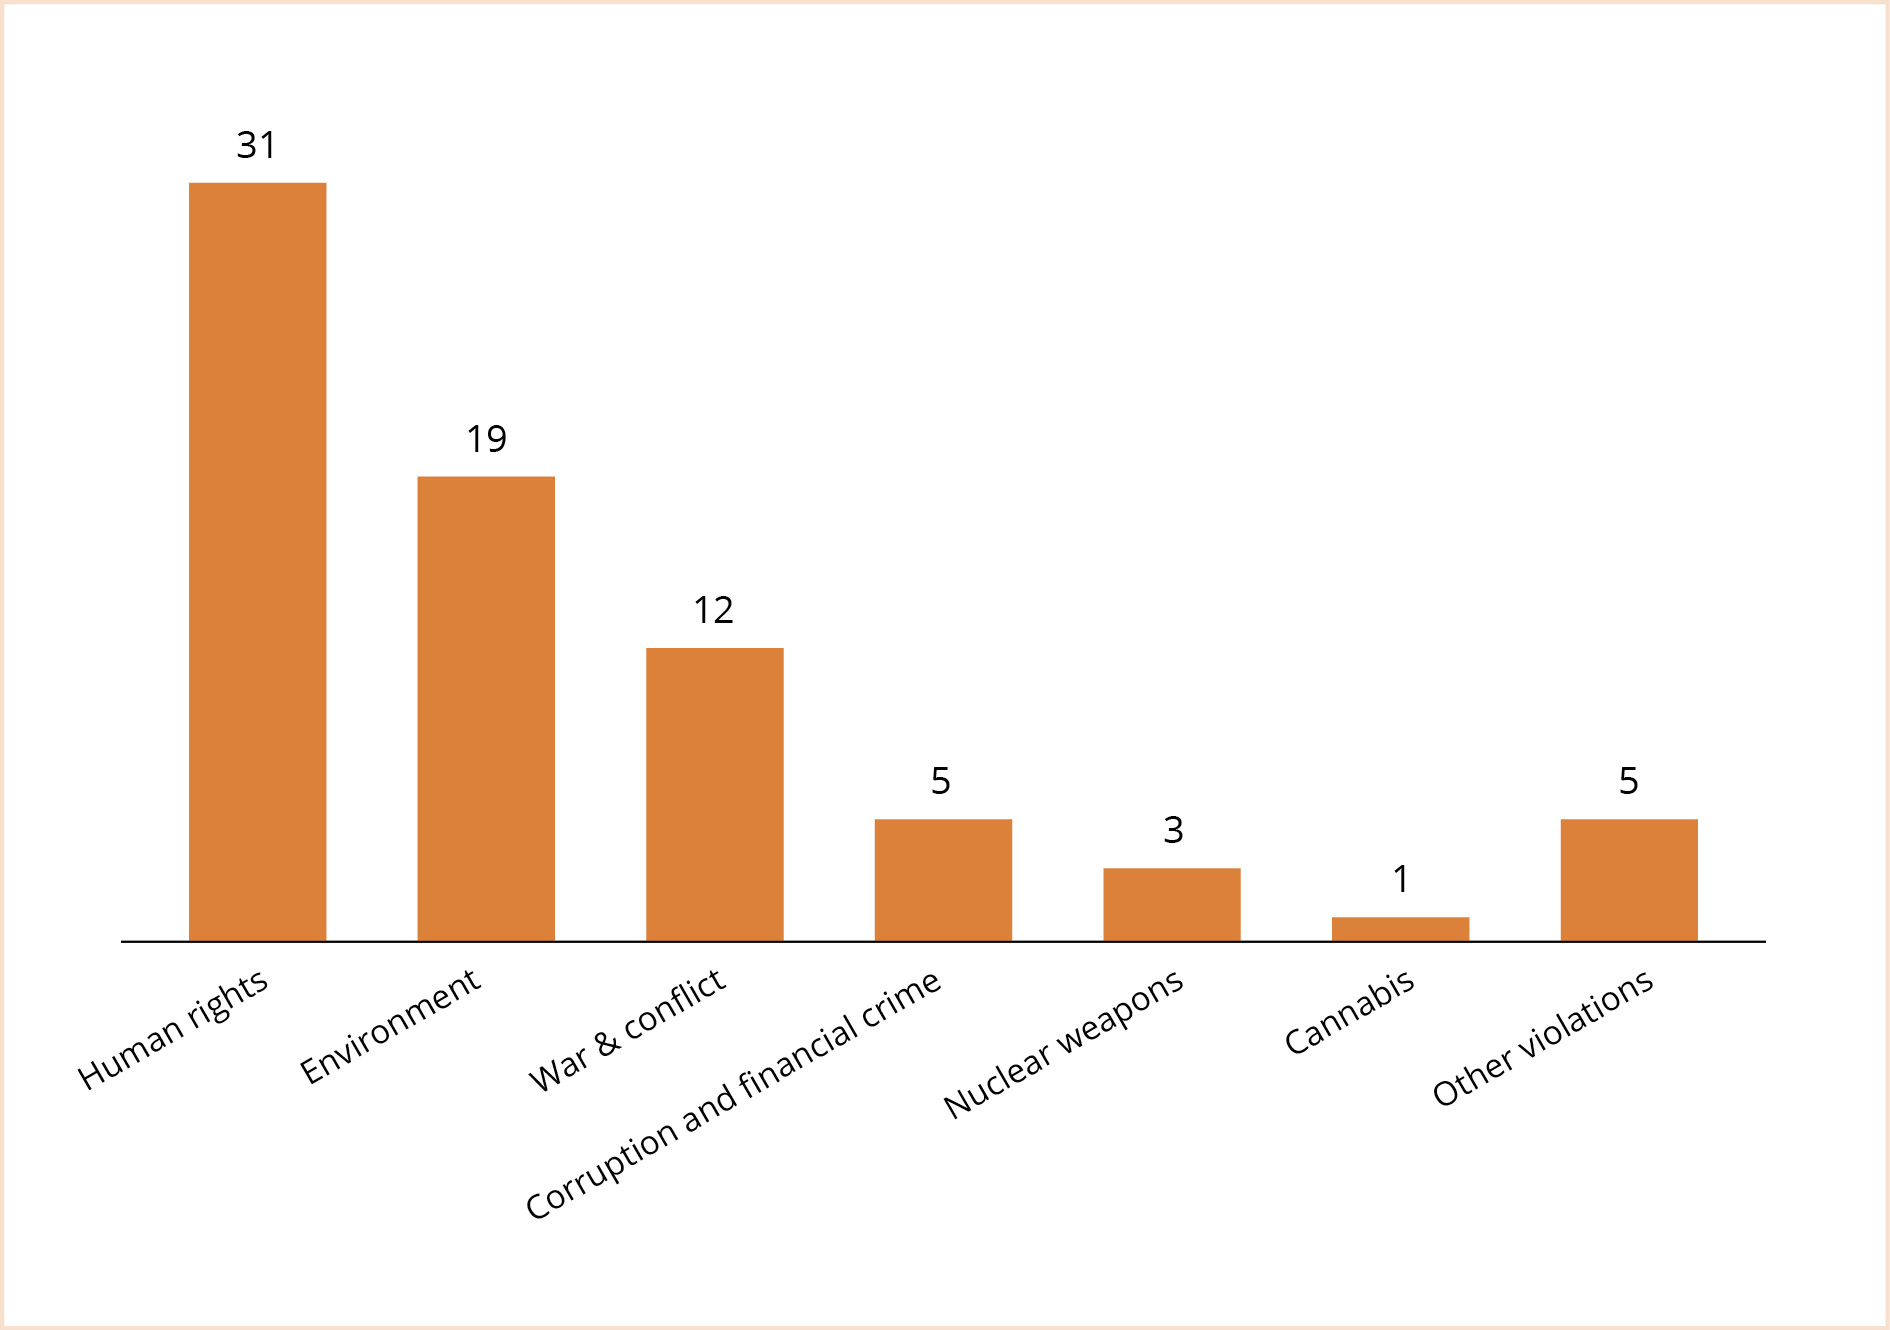 31
19
12
5
3
1
5
Human rights
Environment
War & conflict
Corruption and financial crime
Nuclear weapons
Cannabis
Other violations